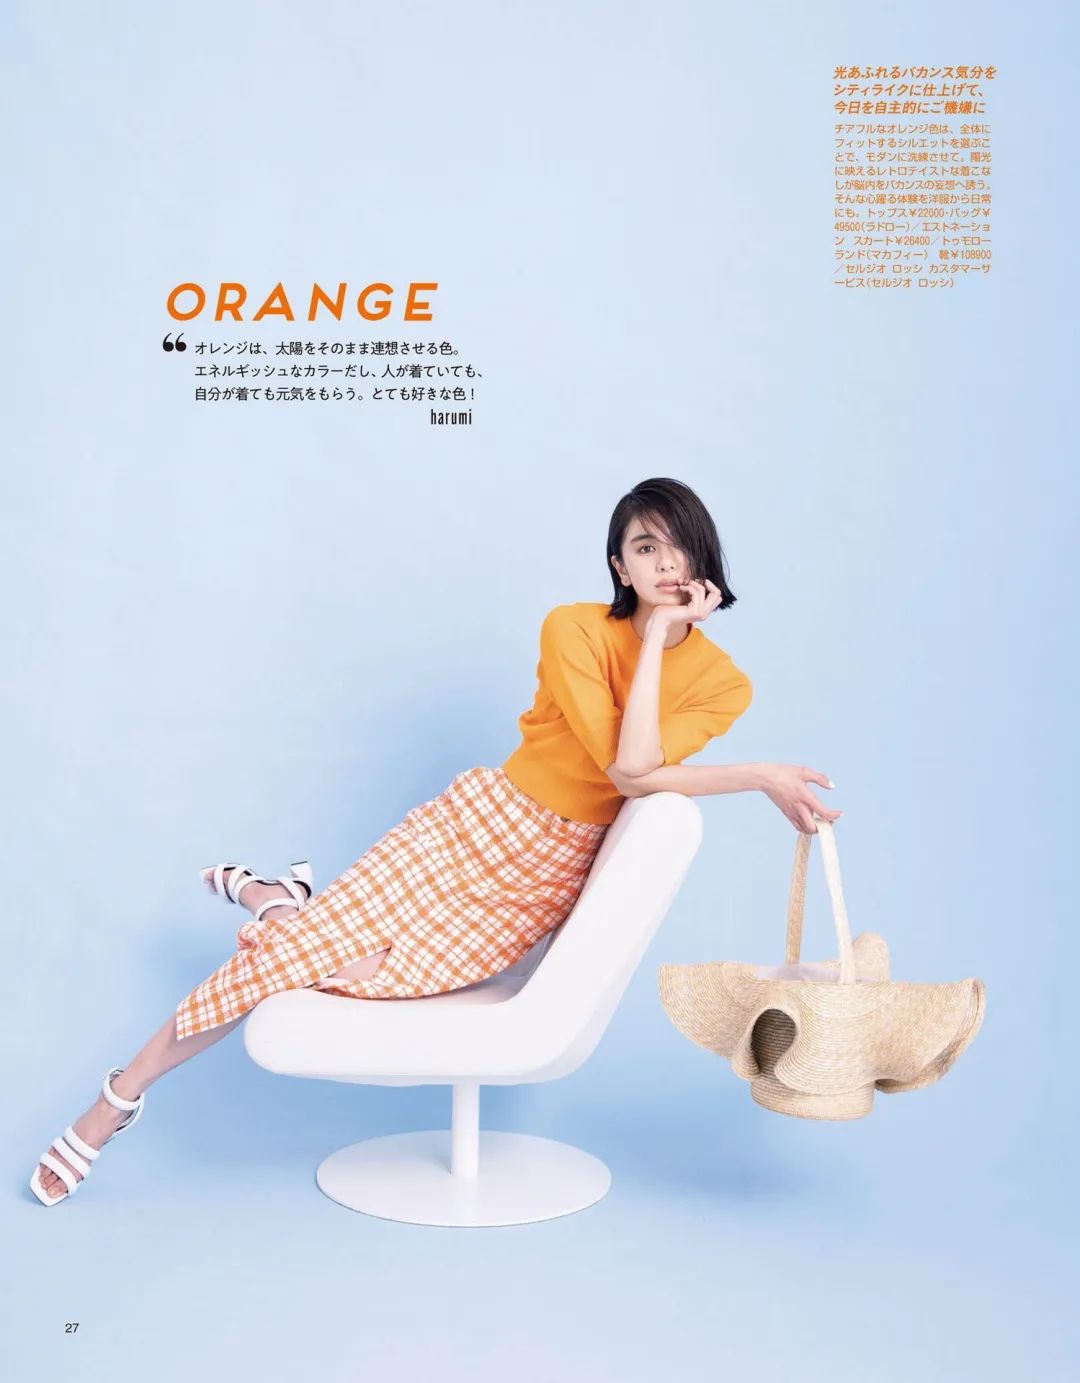 光あふれるバカンス気分を
シティライクに仕上げて、
今日を自主的にご機嫌に
チアフルなオレンジ色は、全体に
フィットするシルエットを選ぶこ
とで、モダンに洗練させて。陽光
に映えるレトロテイストな着こな
しが脳内をバカンスの妄想へ誘う。
そんな心躍る体験を洋服から日常
にも。トップス¥22000・バッグ¥
49500(ラドロー)／エストネーショ
ン スカート¥26400／トゥモロー
ランド(マカフィー) 靴¥108900
／セルジオ ロッシ カスタマーサ
ービス(セルジオ ロッシ)
ORANGE
❝ オレンジは、太陽をそのまま連想させる色。
エネルギッシュなカラーだし、人が着ていても、
自分が着ても元気をもらう。とても好きな色！
harumi
27